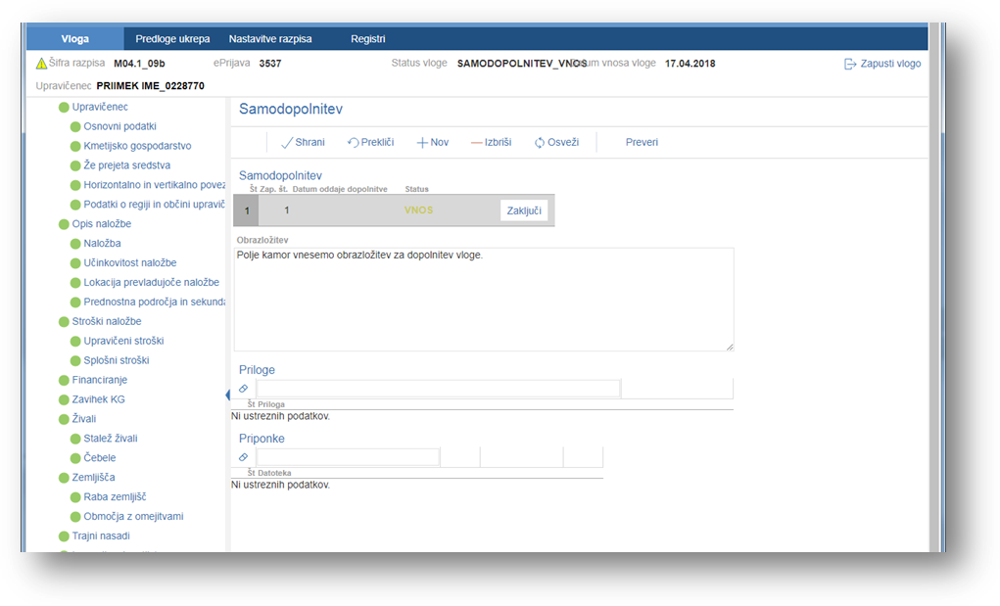 Vloga Predloge ukrepa Nastavitve razpisa Registri
Šifra razpisa M04.1_09b ePrijava 3537 Status vloge SAMODOPOLNITEV_VNOS vnosa vloge 17.04.2018 Zapusti vlogo
Upravičenec PRIIMEK IME_0228770
Upravičenec
Osnovni podatki
Kmetijsko gospodarstvo
Že prejeta sredstva
Horizontalno in vertikalno povez
Podatki o regiji in občini upravič
Opis naložbe
Naložba
Učinkovitost naložbe
Lokacija prevladujoče naložbe
Prednostna področja in sekunda
Stroški naložbe
Upravičeni stroški
Splošni stroški
Financiranje
Zavihek KG
Živali
Stalež živali
Čebele
Zemljišča
Raba zemljišč
Območja z omejitvami
Trajni nasadi
Samodopolnitev
Shrani Prekliči Nov Izbriši Osveži Preveri
Samodopolnitev
Št Zap. št. Datum oddaje dopolnitve Status
1 1 VNOS Zaključi
Obrazložitev
Polje kamor vnesemo obrazložitev za dopolnitev vloge.
Priloge
Št Priloga
Ni ustreznih podatkov.
Priponke
Št Datoteka
Ni ustreznih podatkov.